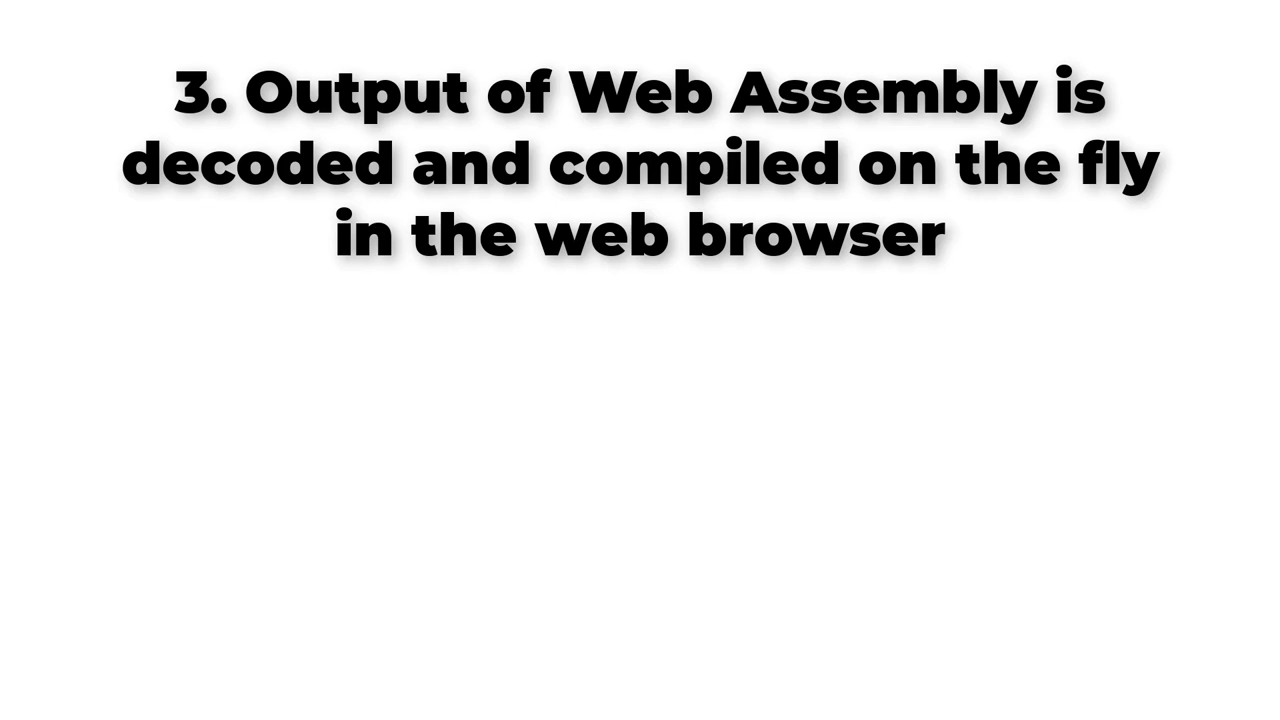 3. Output of Web Assembly is
decoded and compiled on the fly
in the web browser